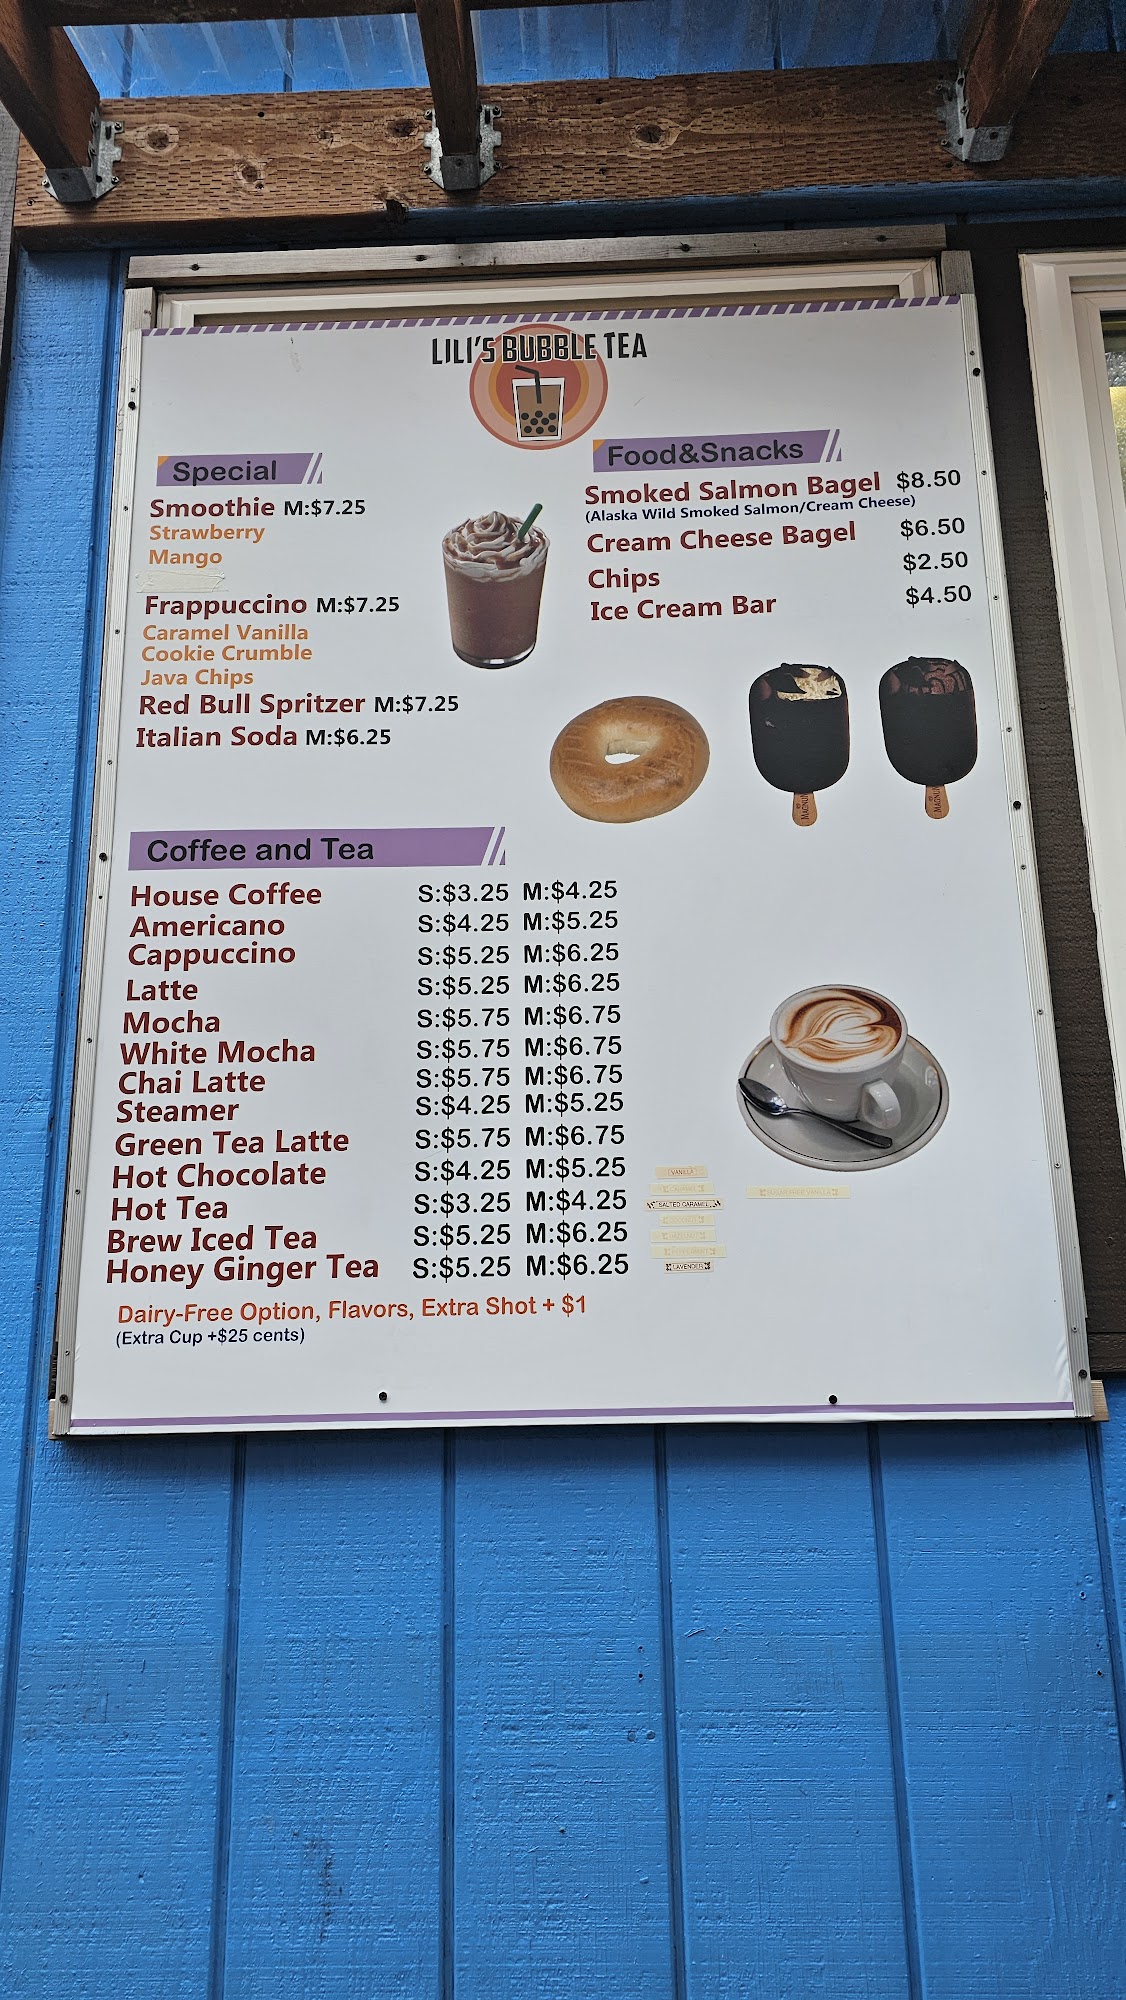 LILI'S BUBBLE TEA
Special
Smoothie M:$7.25
Strawberry
Mango
Frappuccino M:$7.25
Caramel Vanilla
Cookie Crumble
Java Chips
Red Bull Spritzer M:$7.25
Italian Soda M:$6.25
Food&Snacks
Smoked Salmon Bagel $8.50
(Alaska Wild Smoked Salmon/Cream Cheese)
Cream Cheese Bagel $6.50
Chips $2.50
Ice Cream Bar $4.50
MAGNUM
MAGNUM
Coffee and Tea
House Coffee S:$3.25 M:$4.25
Americano S:$4.25 M:$5.25
Cappuccino S:$5.25 M:$6.25
Latte S:$5.25 M:$6.25
Mocha S:$5.75 M:$6.75
White Mocha S:$5.75 M:$6.75
Chai Latte S:$5.75 M:$6.75
Steamer S:$4.25 M:$5.25
Green Tea Latte S:$5.75 M:$6.75
Hot Chocolate S:$4.25 M:$5.25
Hot Tea S:$3.25 M:$4.25
Brew Iced Tea S:$5.25 M:$6.25
Honey Ginger Tea S:$5.25 M:$6.25
VANILLA
SALTED CARAMEL
LAVENDER
SUGAR FREE VANILLA
Dairy-Free Option, Flavors, Extra Shot + $1
(Extra Cup +$25 cents)